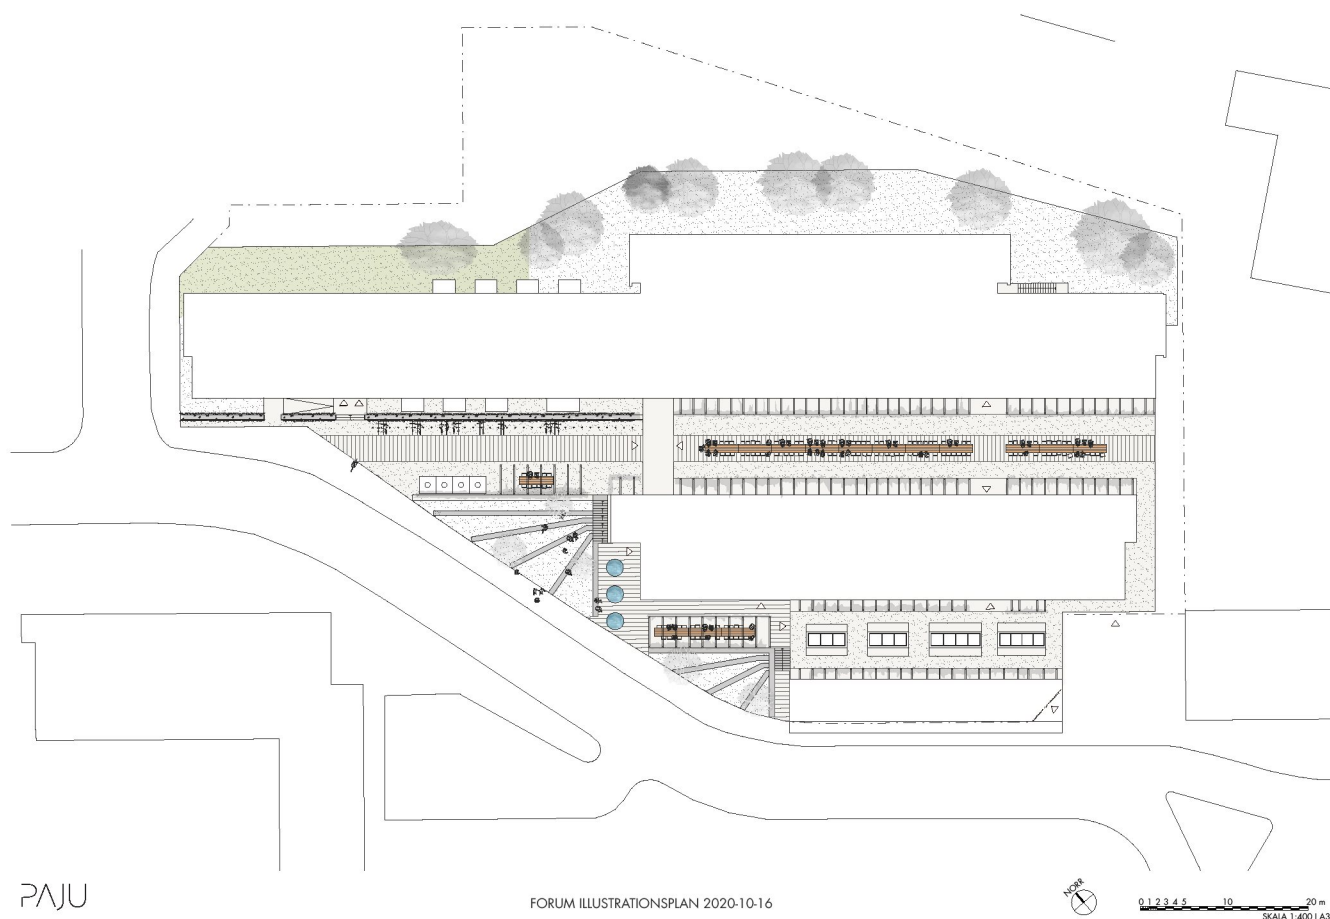 PAJU
FORUM ILLUSTRATIONSPLAN 2020-10-16
NORR
0 1 2 3 4 5 10 20 m
SKALA 1:400 I A3